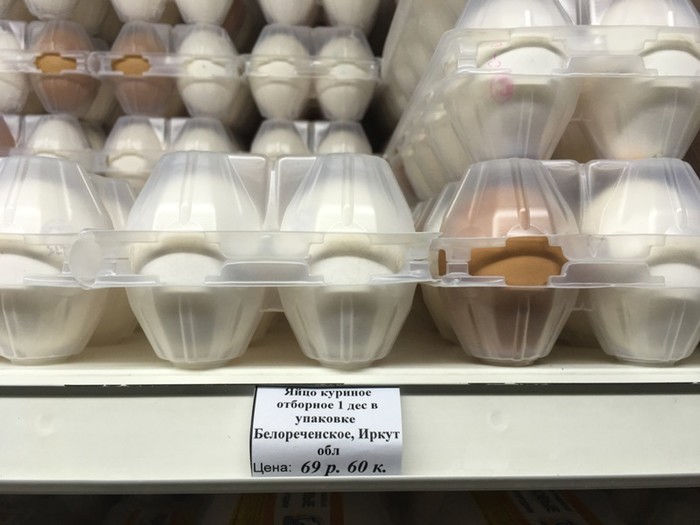 Яйцо куриное
отборное 1 дес в
упаковке
Белореченское, Иркут
обл
Цена: 69 р. 60 к.